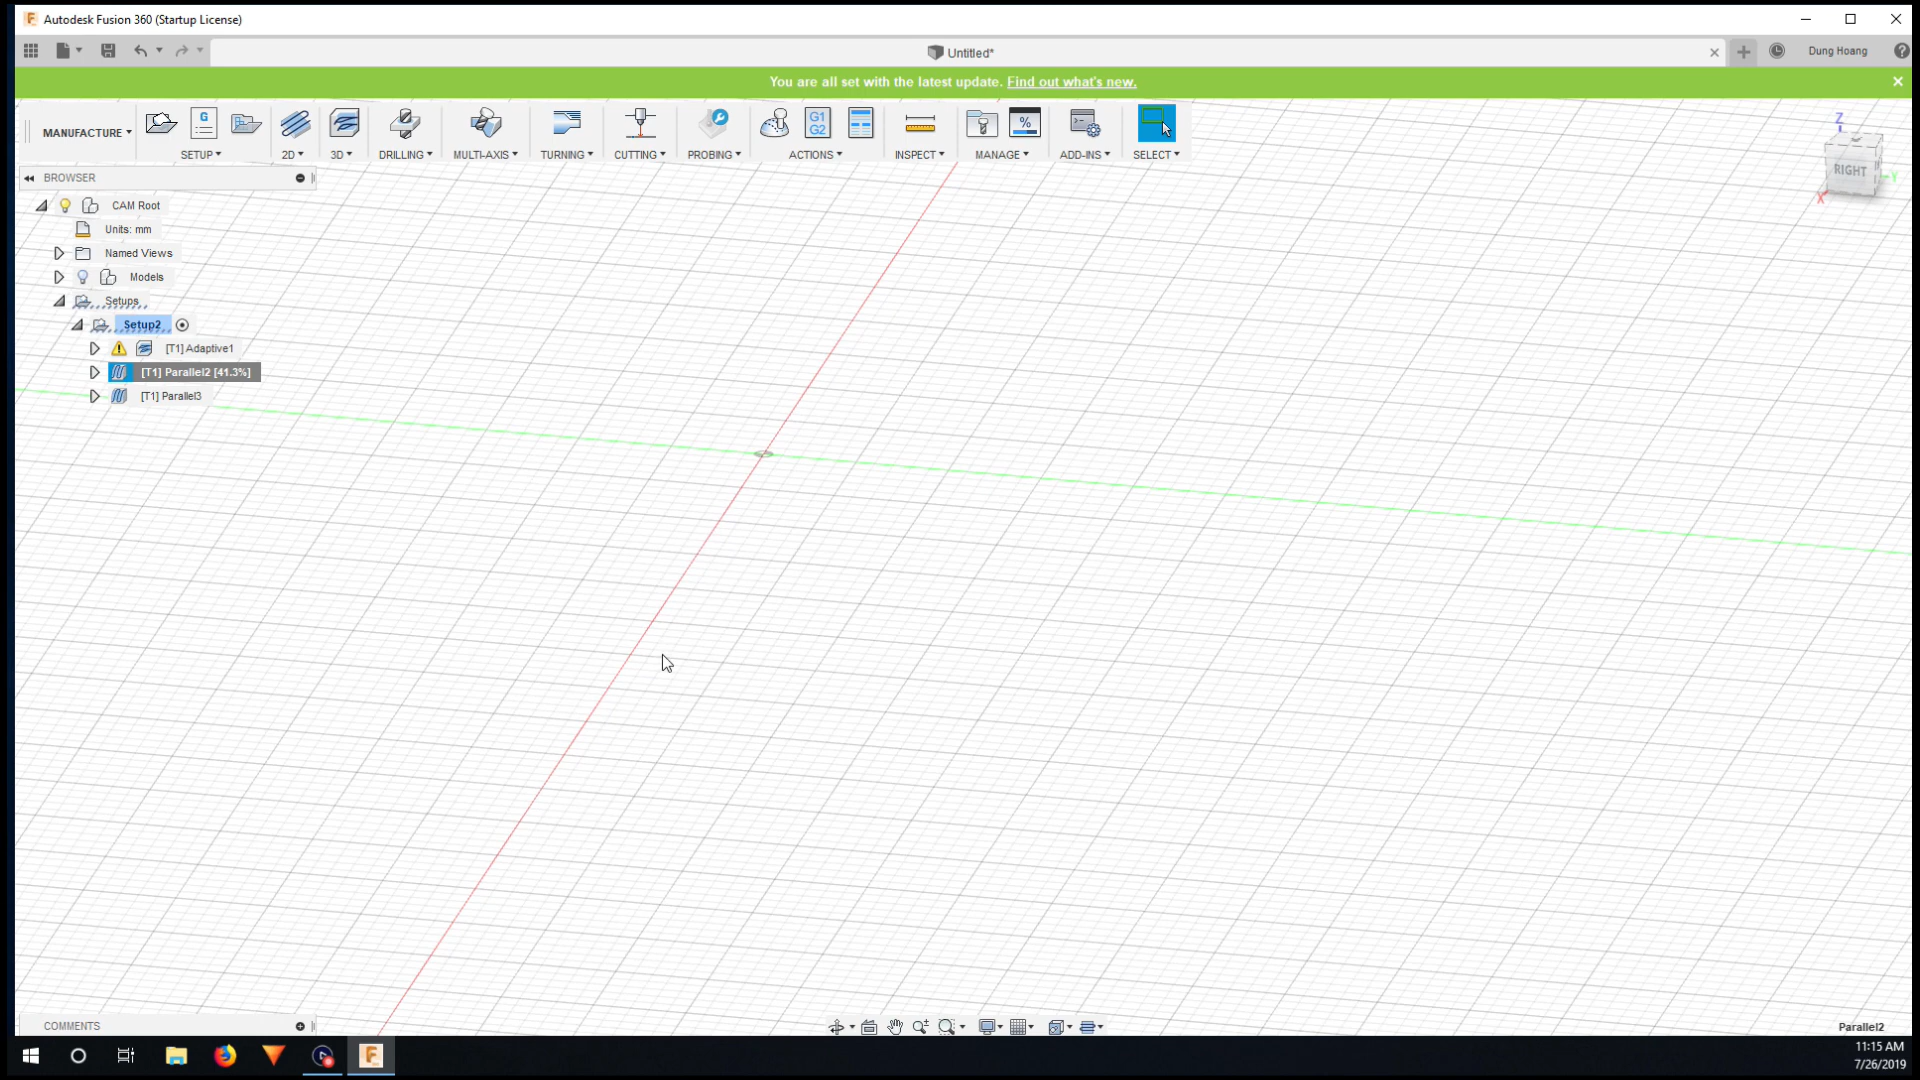 Autodesk Fusion 360 (Startup License)
Untitled*
Dung Hoang
You are all set with the latest update. Find out what's new.
MANUFACTURE
SETUP
2D
3D
DRILLING
MULTI-AXIS
TURNING
CUTTING
PROBING
ACTIONS
INSPECT
MANAGE
ADD-INS
SELECT
G
G1
G2
%
Z
RIGHT
Y
X
BROWSER
CAM Root
Units: mm
Named Views
Models
Setups
Setup2
[T1] Adaptive1
[T1] Parallel2 [41.3%]
[T1] Parallel3
COMMENTS
Parallel2
11:15 AM
7/26/2019